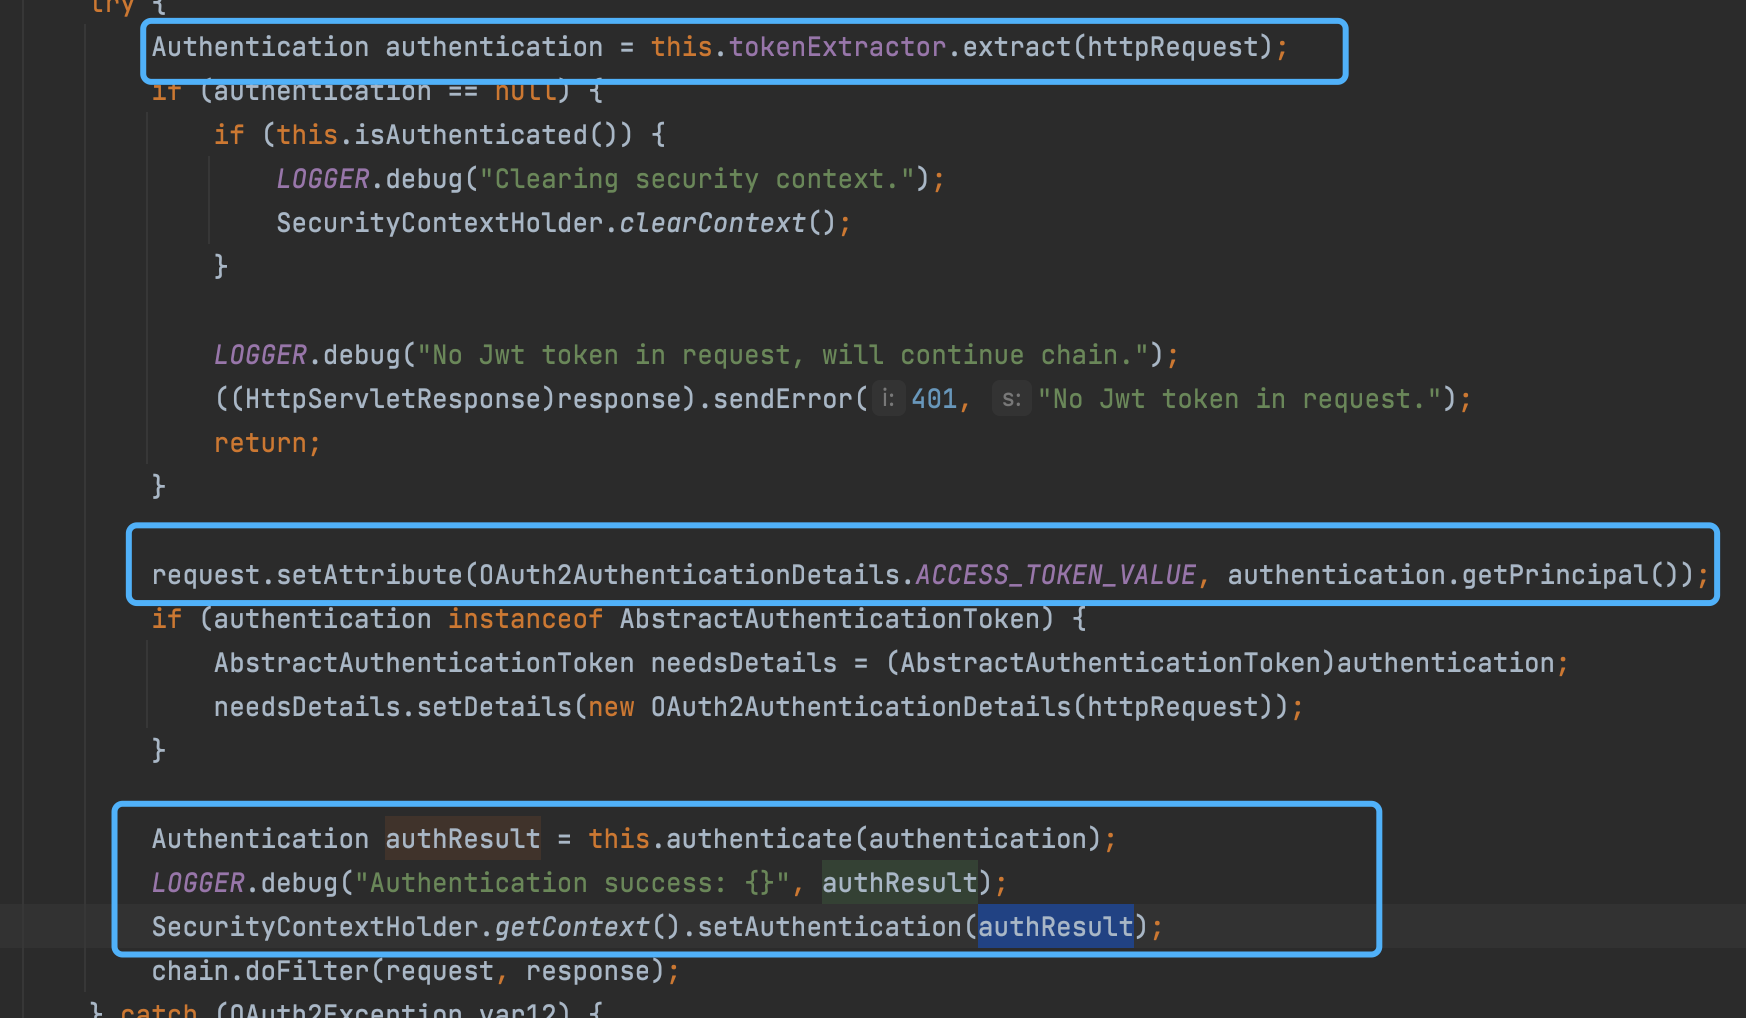 try {
Authentication authentication = this.tokenExtractor.extract(httpRequest);
if (authentication == null) {
if (this.isAuthenticated()) {
LOGGER.debug("Clearing security context.");
SecurityContextHolder.clearContext();
}
LOGGER.debug("No Jwt token in request, will continue chain.");
((HttpServletResponse)response).sendError( i: 401, s: "No Jwt token in request.");
return;
}
request.setAttribute(OAuth2AuthenticationDetails.ACCESS_TOKEN_VALUE, authentication.getPrincipal());
if (authentication instanceof AbstractAuthenticationToken) {
AbstractAuthenticationToken needsDetails = (AbstractAuthenticationToken)authentication;
needsDetails.setDetails(new OAuth2AuthenticationDetails(httpRequest));
}
Authentication authResult = this.authenticate(authentication);
LOGGER.debug("Authentication success: {}", authResult);
SecurityContextHolder.getContext().setAuthentication(authResult);
chain.doFilter(request, response);
} catch (OAuth2Exception var12) {